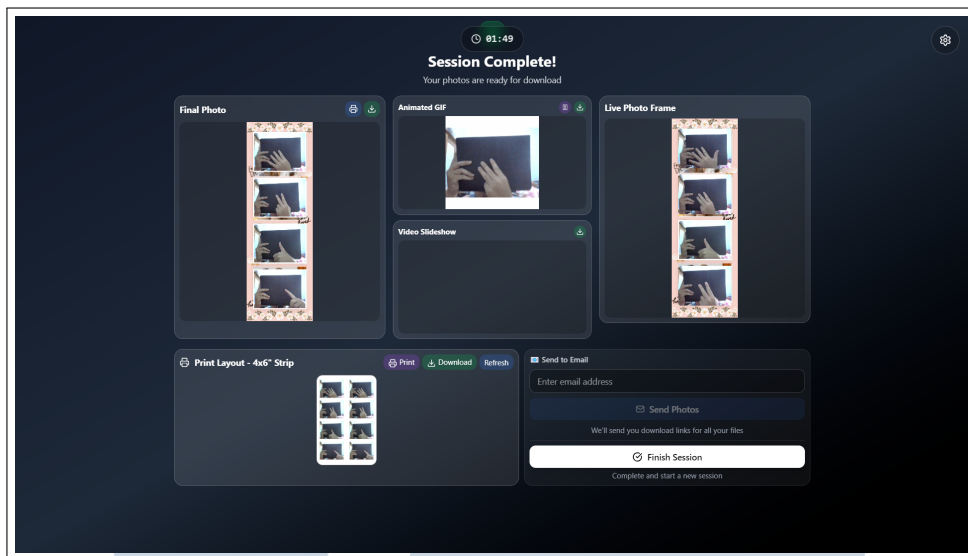 01:49
Session Complete!
Your photos are ready for download
Final Photo
Animated GIF
Live Photo Frame
Video Slideshow
Print Layout - 4x6" Strip
Print
Download
Refresh
Send to Email
Enter email address
Send Photos
We'll send you download links for all your files
Finish Session
Complete and start a new session